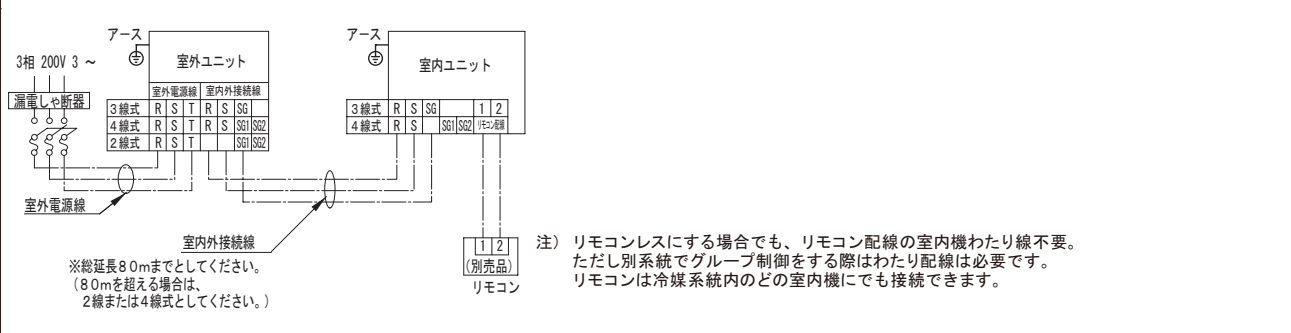 アース
3相 200V 3 ～
漏電しゃ断器
室外ユニット
室外電源線 室内外接続線
3線式 R S T R S SG
4線式 R S T R S SG1 SG2
2線式 R S T SG1 SG2
室外電源線
室内外接続線
※総延長80mまでとしてください。
(80mを超える場合は、
2線または4線式としてください。)
アース
室内ユニット
3線式 R S SG 1 2
4線式 R S SG1 SG2 リモコン配線
1 2
(別売品)
リモコン
注) リモコンレスにする場合でも、リモコン配線の室内機わたり線不要。
ただし別系統でグループ制御をする際はわたり配線は必要です。
リモコンは冷媒系統内のどの室内機にでも接続できます。